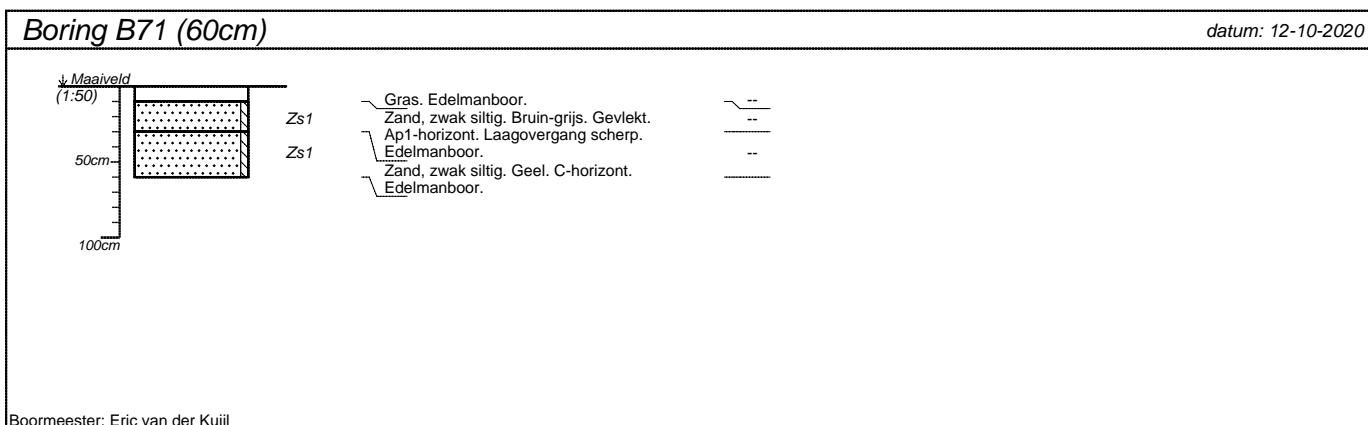 Boring B71 (60cm)
datum: 12-10-2020
Maaiveld
(1:50)
50cm
100cm
Zs1
Zs1
Gras. Edelmanboor.
Zand, zwak siltig. Bruin-grijs. Gevlekt.
Ap1-horizont. Laagovergang scherp.
Edelmanboor.
Zand, zwak siltig. Geel. C-horizont.
Edelmanboor.
--
--
--
Boormeester: Eric van der Kuijl